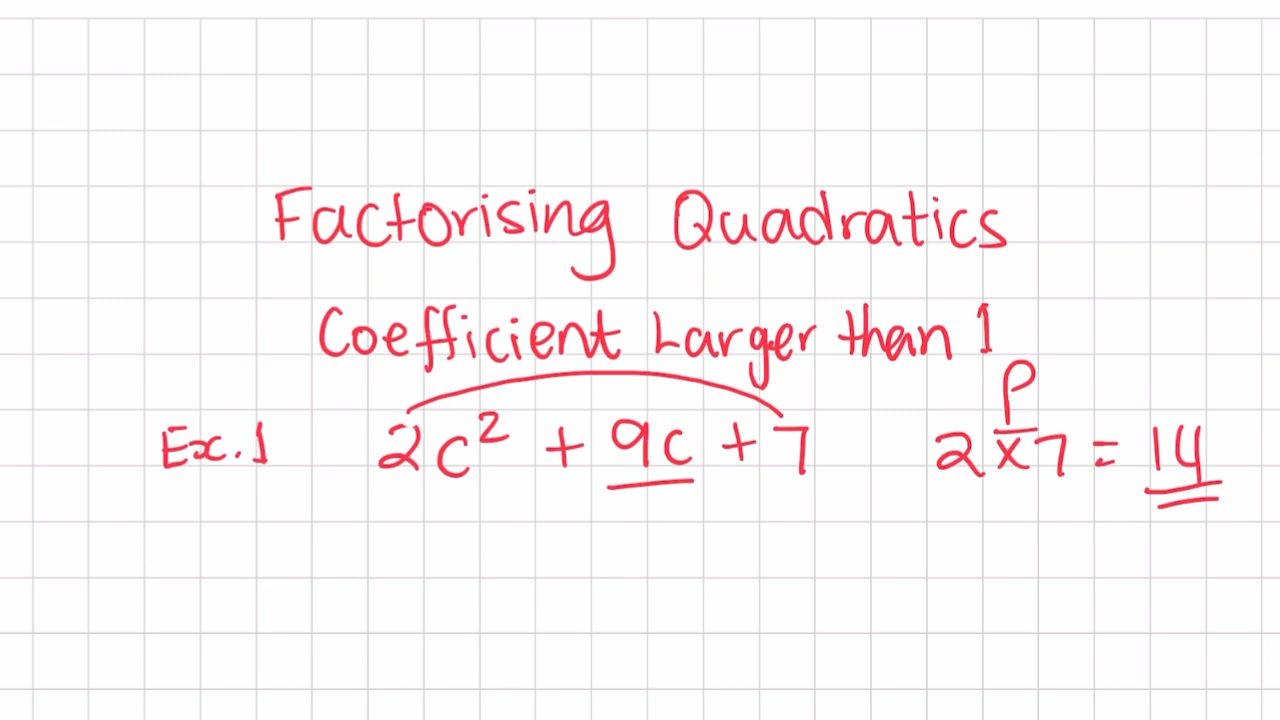 Factorising Quadratics
Coefficient Larger than 1
P
Ex. 1 2c² + 9c + 7 2 x 7 = 14